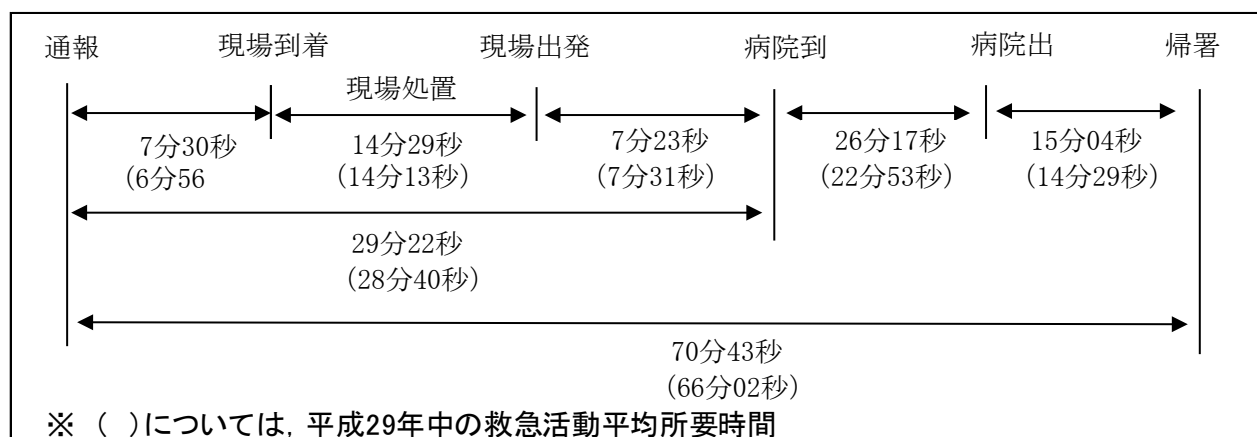 通報 現場到着 現場出発 病院到 病院出 帰署
現場処置
7分30秒 14分29秒 7分23秒 26分17秒 15分04秒
(6分56 (14分13秒) (7分31秒) (22分53秒) (14分29秒)
29分22秒
(28分40秒)
70分43秒
(66分02秒)
※ ( )については, 平成29年中の救急活動平均所要時間